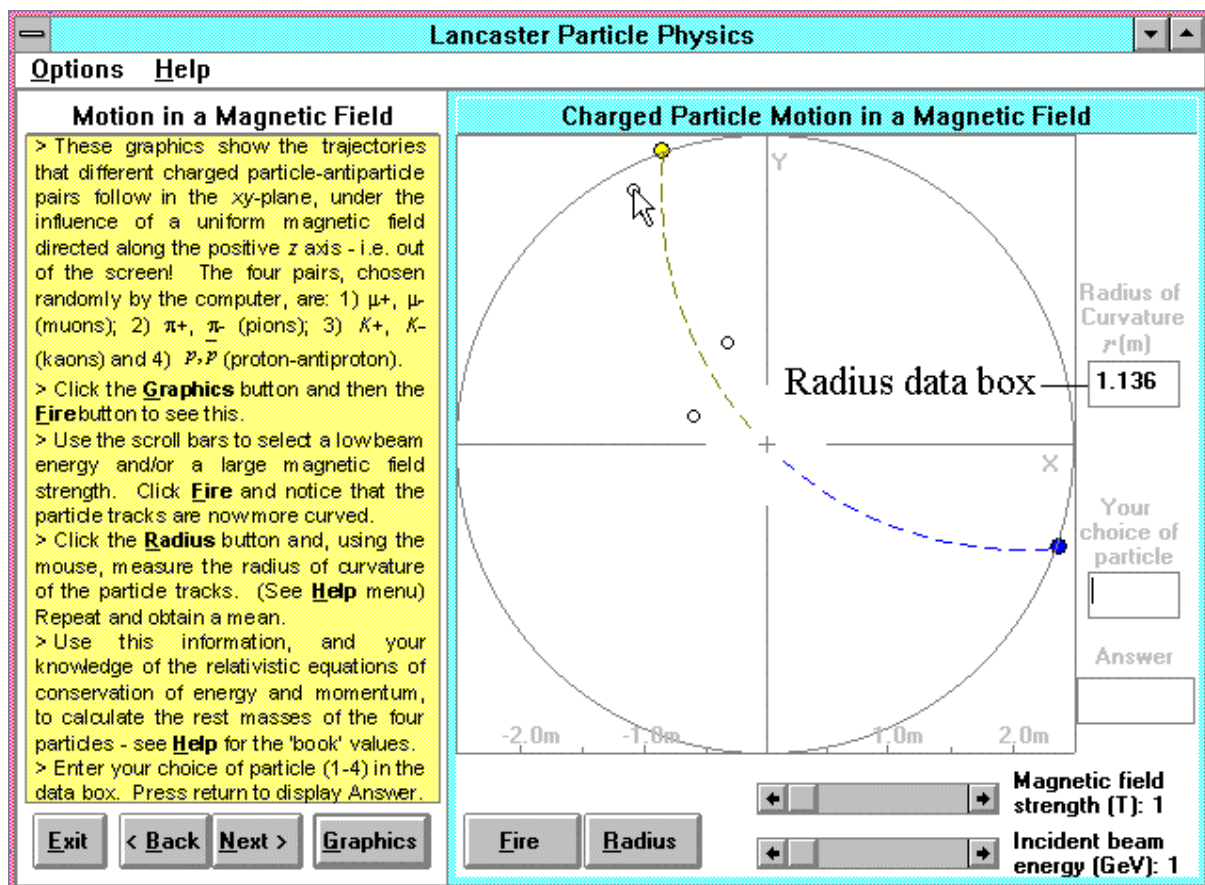 Lancaster Particle Physics
Options Help
Motion in a Magnetic Field
> These graphics show the trajectories
that different charged particle-antiparticle
pairs follow in the xy-plane, under the
influence of a uniform magnetic field
directed along the positive z axis - i.e. out
of the screen! The four pairs, chosen
randomly by the computer, are: 1) μ+, μ-
(muons); 2) π+, π- (pions); 3) K+, K-
(kaons) and 4) p, p̅ (proton-antiproton).
> Click the Graphics button and then the
Fire button to see this.
> Use the scroll bars to select a low beam
energy and/or a large magnetic field
strength. Click Fire and notice that the
particle tracks are now more curved.
> Click the Radius button and, using the
mouse, measure the radius of curvature
of the particle tracks. (See Help menu)
Repeat and obtain a mean.
> Use this information, and your
knowledge of the relativistic equations of
conservation of energy and momentum,
to calculate the rest masses of the four
particles - see Help for the 'book' values.
> Enter your choice of particle (1-4) in the
data box. Press return to display Answer.
Exit < Back Next > Graphics
Charged Particle Motion in a Magnetic Field
Y
Radius of
Curvature
r (m)
Radius data box
1.136
X
Your
choice of
particle
Answer
-2.0m -1.0m 1.0m 2.0m
Fire Radius
Magnetic field
strength (T): 1
Incident beam
energy (GeV): 1